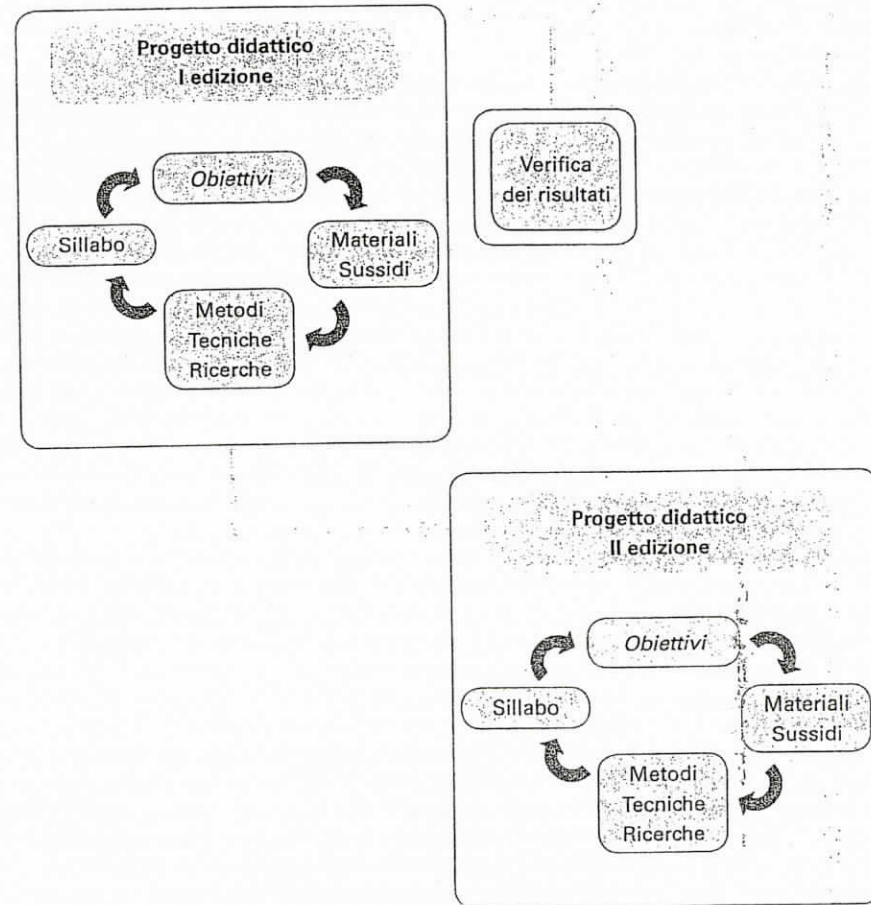 Progetto didattico
I edizione
Obiettivi
Sillabo
Materiali
Sussidi
Metodi
Tecniche
Ricerche
Verifica
dei risultati
Progetto didattico
II edizione
Obiettivi
Sillabo
Materiali
Sussidi
Metodi
Tecniche
Ricerche